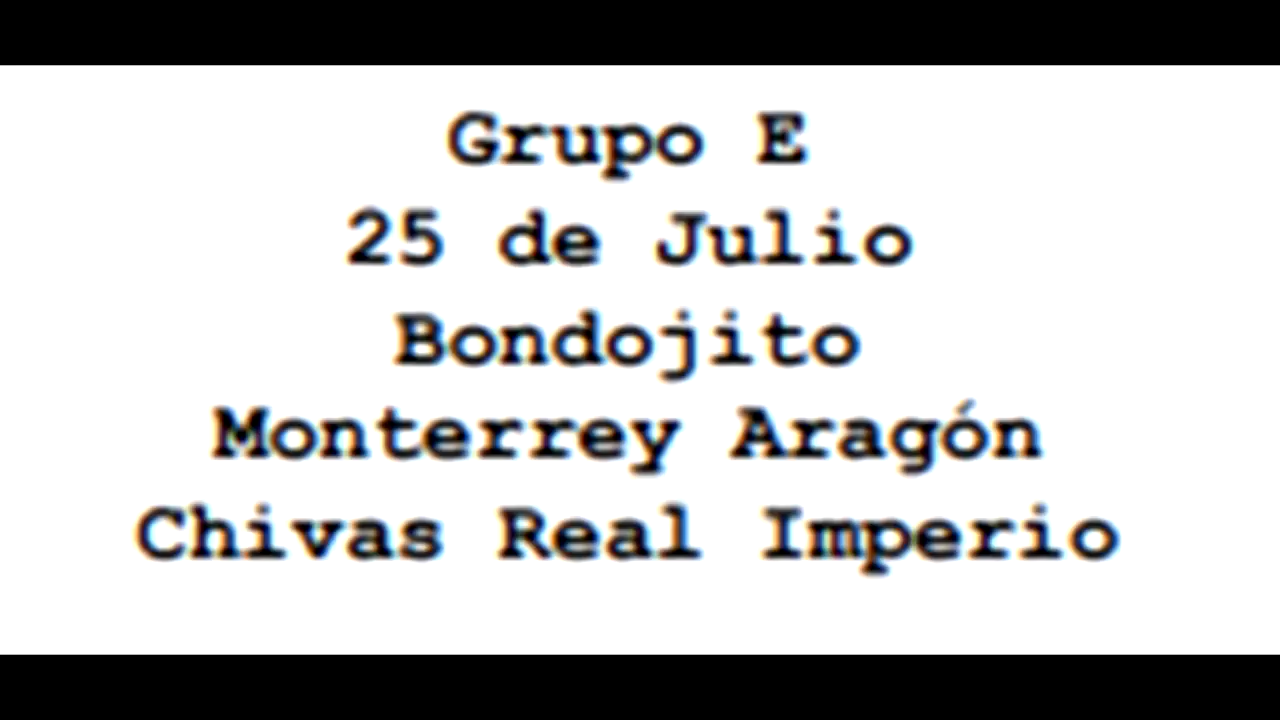 Grupo E
25 de Julio
Bondojito
Monterrey Aragón
Chivas Real Imperio